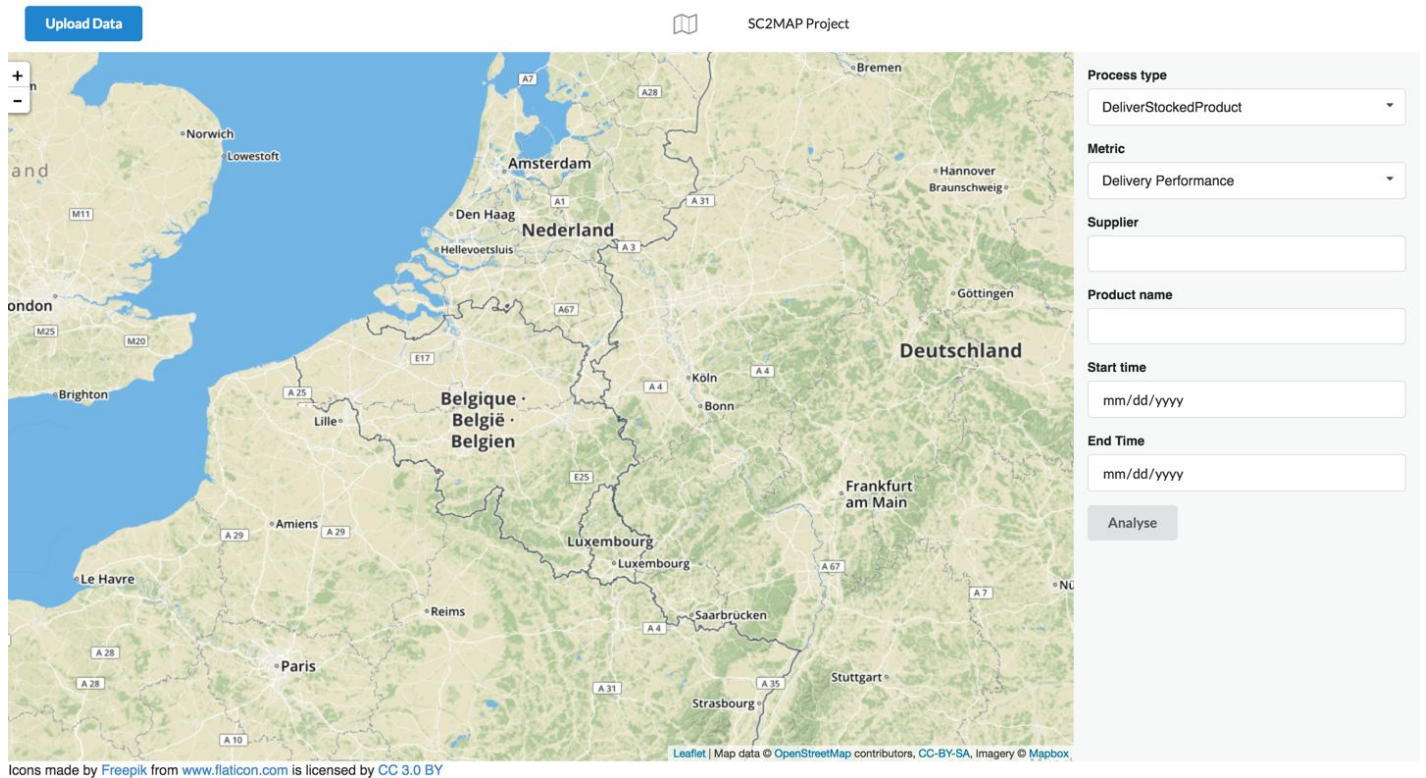 Upload Data
SC2MAP Project
+
-
n
Bremen
A7
A28
Norwich
Lowestoft
and
Amsterdam
Hannover
Braunschweig
A1
A 31
M11
Den Haag
Nederland
Hellevoetsluis
A 3
Göttingen
ondon
A67
M25
M20
E17
Deutschland
Köln
A 4
A 4
Brighton
A 25
Belgique ·
België ·
Belgien
Bonn
Lille
E25
Frankfurt
am Main
Amiens
A 29
A 29
Luxembourg
Luxembourg
A 67
Le Havre
A 7
Nü
Reims
Saarbrücken
A 4
A 28
Paris
A 28
A 31
A 35
Stuttgart
Strasbourg
A 10
Leaflet | Map data © OpenStreetMap contributors, CC-BY-SA, Imagery © Mapbox
Process type
DeliverStockedProduct
Metric
Delivery Performance
Supplier
Product name
Start time
mm/dd/yyyy
End Time
mm/dd/yyyy
Analyse
Icons made by Freepik from www.flaticon.com is licensed by CC 3.0 BY